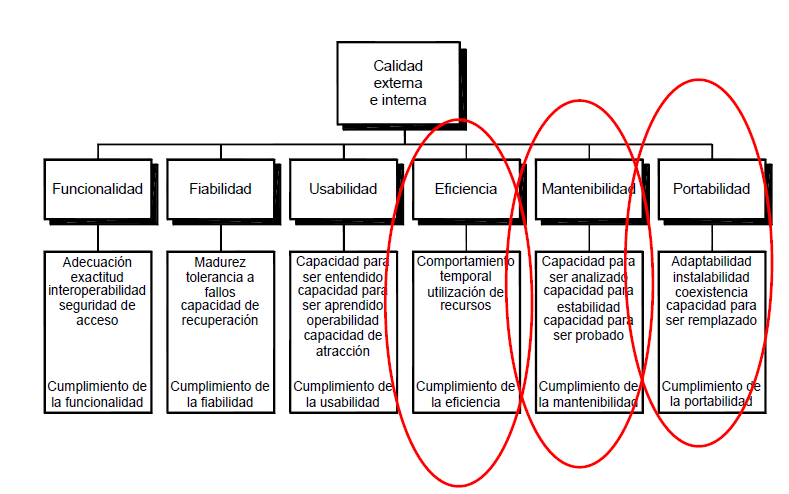 Calidad
externa
e interna
Funcionalidad
Fiabilidad
Usabilidad
Eficiencia
Mantenibilidad
Portabilidad
Adecuación
exactitud
interoperabilidad
seguridad de
acceso
Cumplimiento de
la funcionalidad
Madurez
tolerancia a
fallos
capacidad de
recuperación
Cumplimiento de
la fiabilidad
Capacidad para
ser entendido
capacidad para
ser aprendido
operabilidad
capacidad de
atracción
Cumplimiento de
la usabilidad
Comportamiento
temporal
utilización de
recursos
Cumplimiento de
la eficiencia
Capacidad para
ser analizado
capacidad para
estabilidad
capacidad para
ser probado
Cumplimiento de
la mantenibilidad
Adaptabilidad
instalabilidad
coexistencia
capacidad para
ser remplazado
Cumplimiento de
la portabilidad